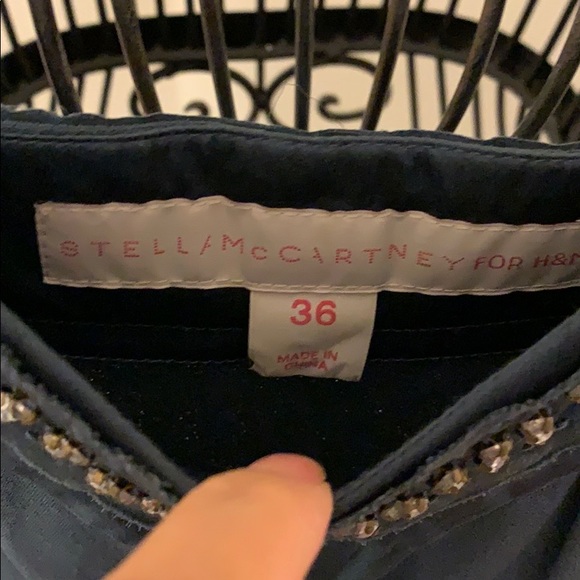 STELLA McCARTNEY FOR H&M
36
MADE IN
CHINA